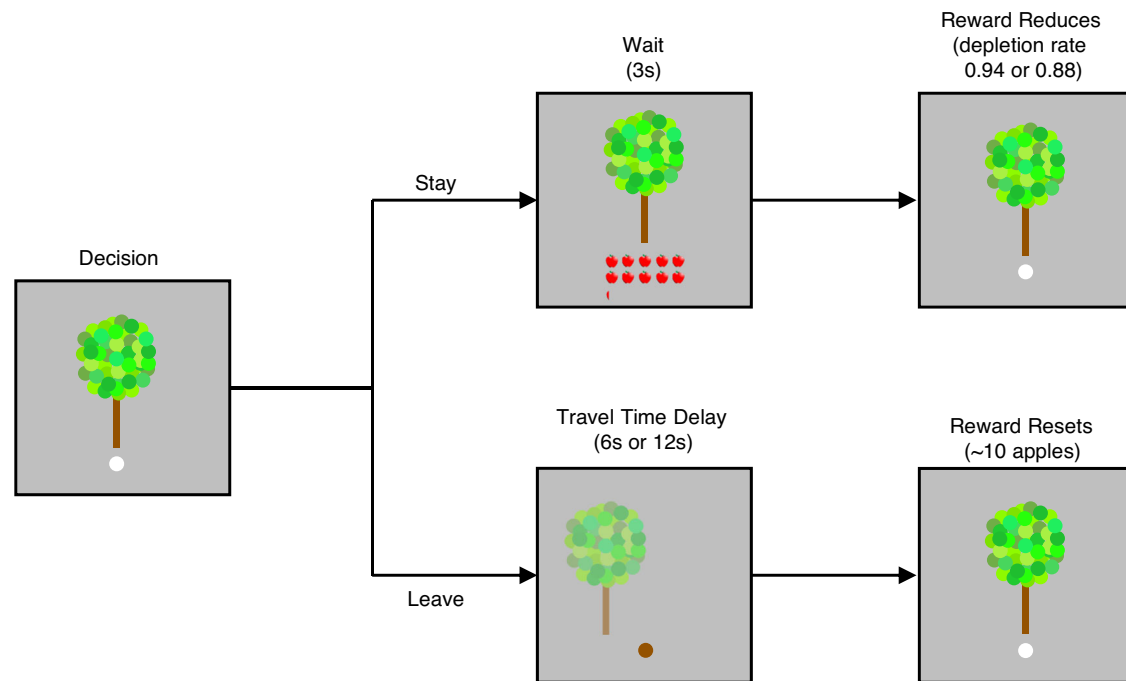 Decision
Stay
Wait
(3s)
Reward Reduces
(depletion rate
0.94 or 0.88)
Leave
Travel Time Delay
(6s or 12s)
Reward Resets
(~10 apples)